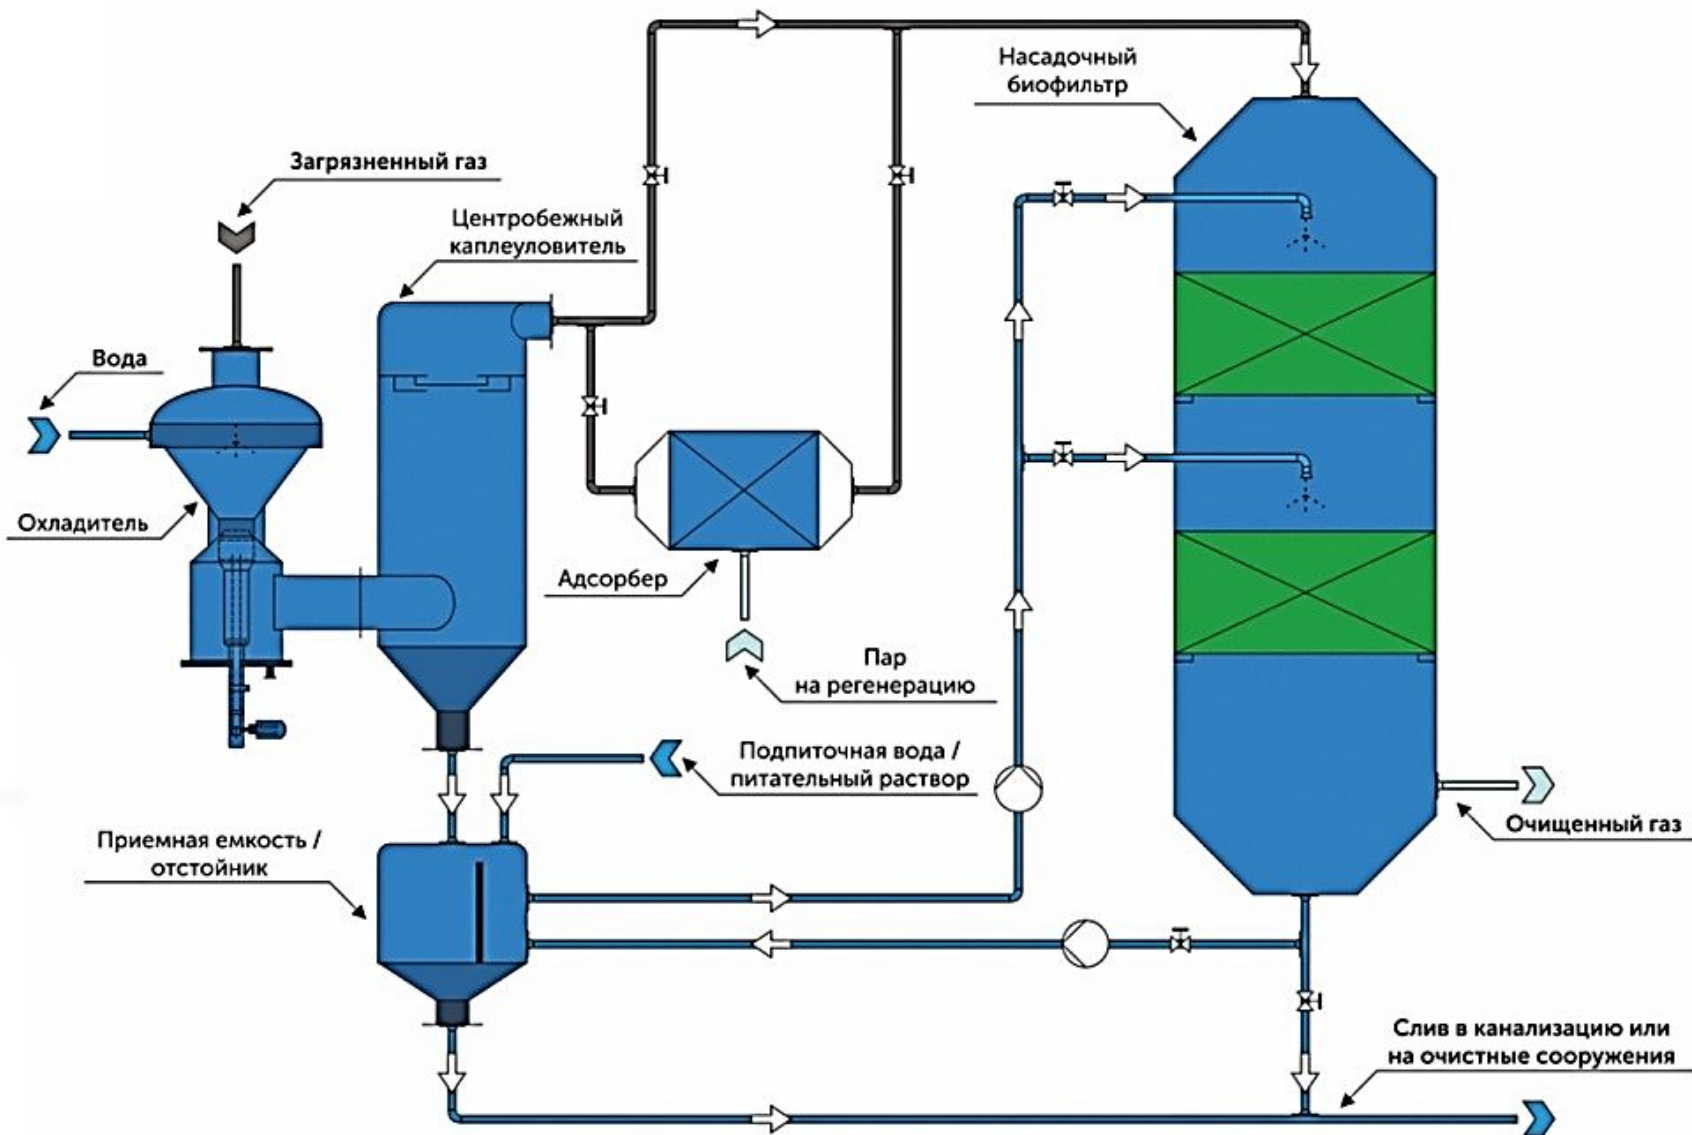 Насадочный
биофильтр
Загрязненный газ
Центробежный
каплеуловитель
Вода
Охладитель
Адсорбер
Пар
на регенерацию
Подпиточная вода /
питательный раствор
Приемная емкость /
отстойник
Очищенный газ
Слив в канализацию или
на очистные сооружения